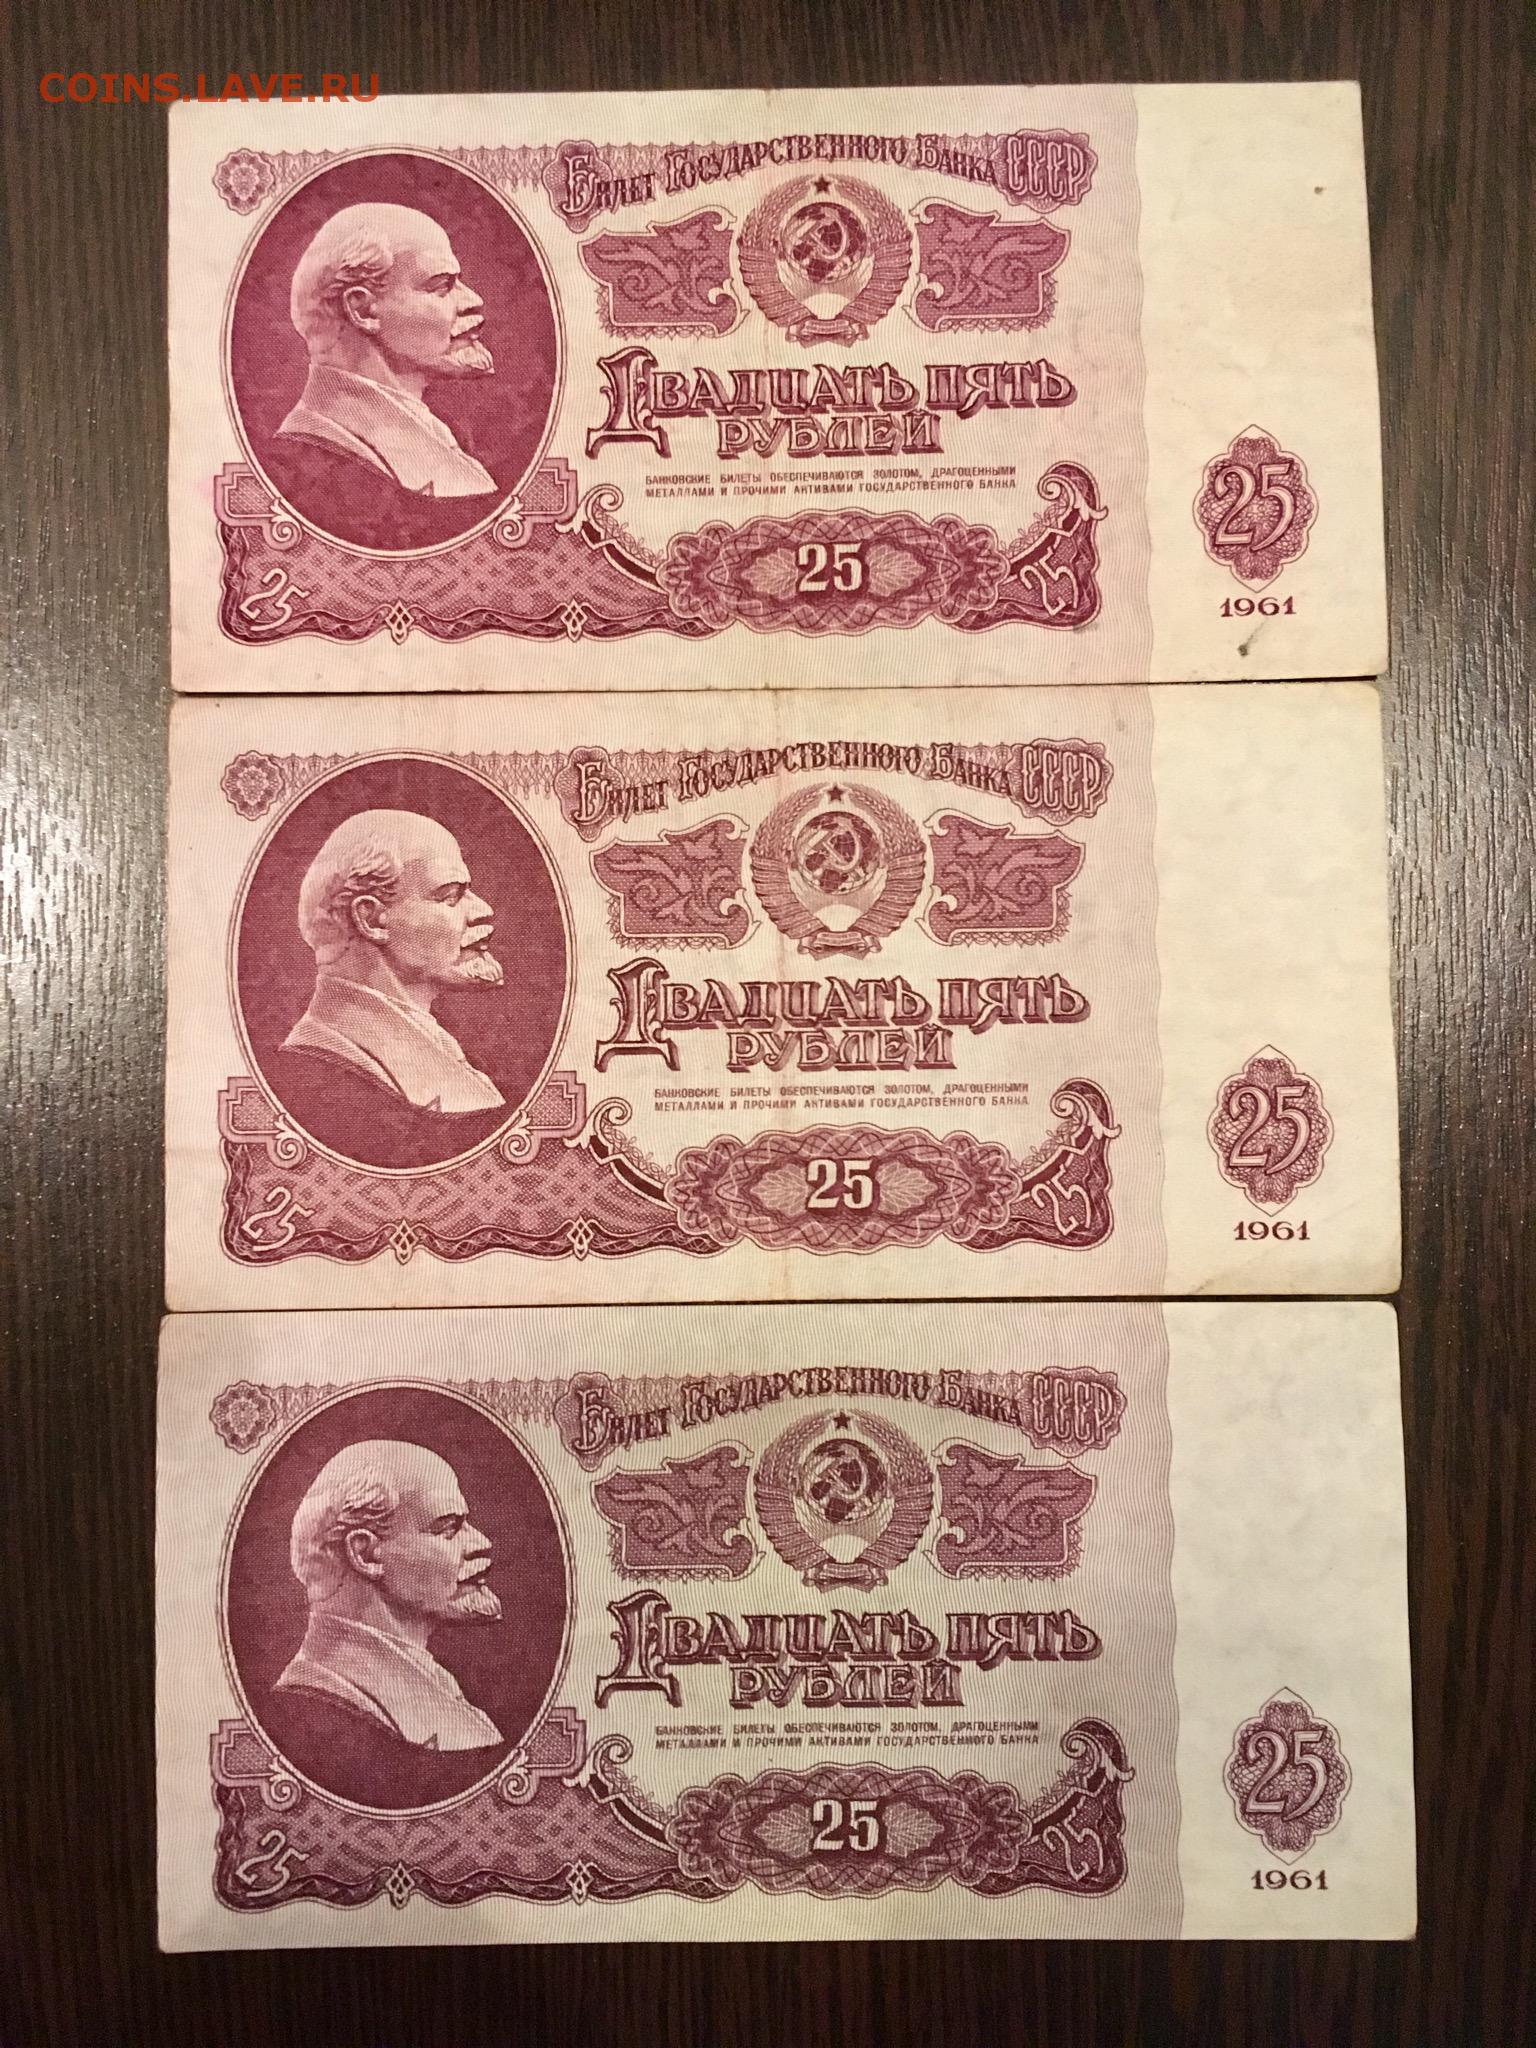 COINS.LAVE.RU
Билет Государственного Банка СССР
Двадцать пять
рублей
БАНКОВСКИЕ БИЛЕТЫ ОБЕСПЕЧИВАЮТСЯ ЗОЛОТОМ, ДРАГОЦЕННЫМИ
МЕТАЛЛАМИ И ПРОЧИМИ АКТИВАМИ ГОСУДАРСТВЕННОГО БАНКА
25
25
25
25
1961
Билет Государственного Банка СССР
Двадцать пять
рублей
БАНКОВСКИЕ БИЛЕТЫ ОБЕСПЕЧИВАЮТСЯ ЗОЛОТОМ, ДРАГОЦЕННЫМИ
МЕТАЛЛАМИ И ПРОЧИМИ АКТИВАМИ ГОСУДАРСТВЕННОГО БАНКА
25
25
25
25
1961
Билет Государственного Банка СССР
Двадцать пять
рублей
БАНКОВСКИЕ БИЛЕТЫ ОБЕСПЕЧИВАЮТСЯ ЗОЛОТОМ, ДРАГОЦЕННЫМИ
МЕТАЛЛАМИ И ПРОЧИМИ АКТИВАМИ ГОСУДАРСТВЕННОГО БАНКА
25
25
25
25
1961